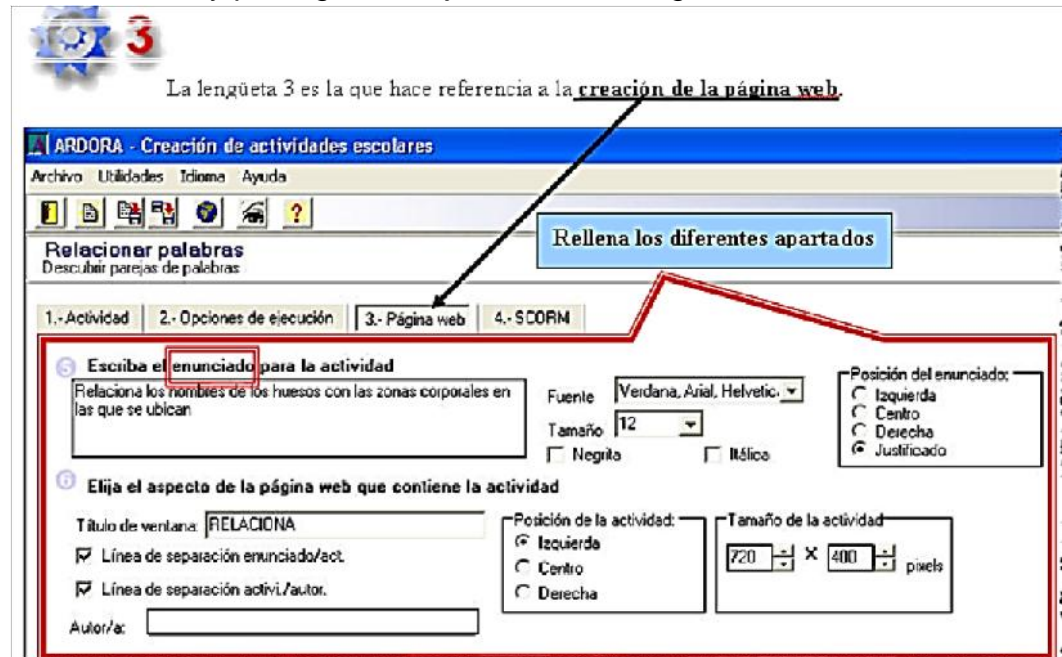 3
La lengüeta 3 es la que hace referencia a la creación de la página web.
ARDORA - Creación de actividades escolares
Archivo Utilidades Idioma Ayuda
?
Relacionar palabras
Descubrir parejas de palabras
Rellena los diferentes apartados
1.- Actividad 2.- Opciones de ejecución 3.- Página web 4.- SCORM
5 Escriba el enunciado para la actividad
Relaciona los nombres de los huesos con las zonas corporales en
las que se ubican
Fuente Verdana, Arial, Helvetic.
Tamaño 12
Negrita Itálica
Posición del enunciado:
Izquierda
Centro
Derecha
Justificado
6 Elija el aspecto de la página web que contiene la actividad
Título de ventana: RELACIONA
Línea de separación enunciado/act.
Línea de separación activi./autor.
Autor/a:
Posición de la actividad:
Izquierda
Centro
Derecha
Tamaño de la actividad
720 X 400 pixels